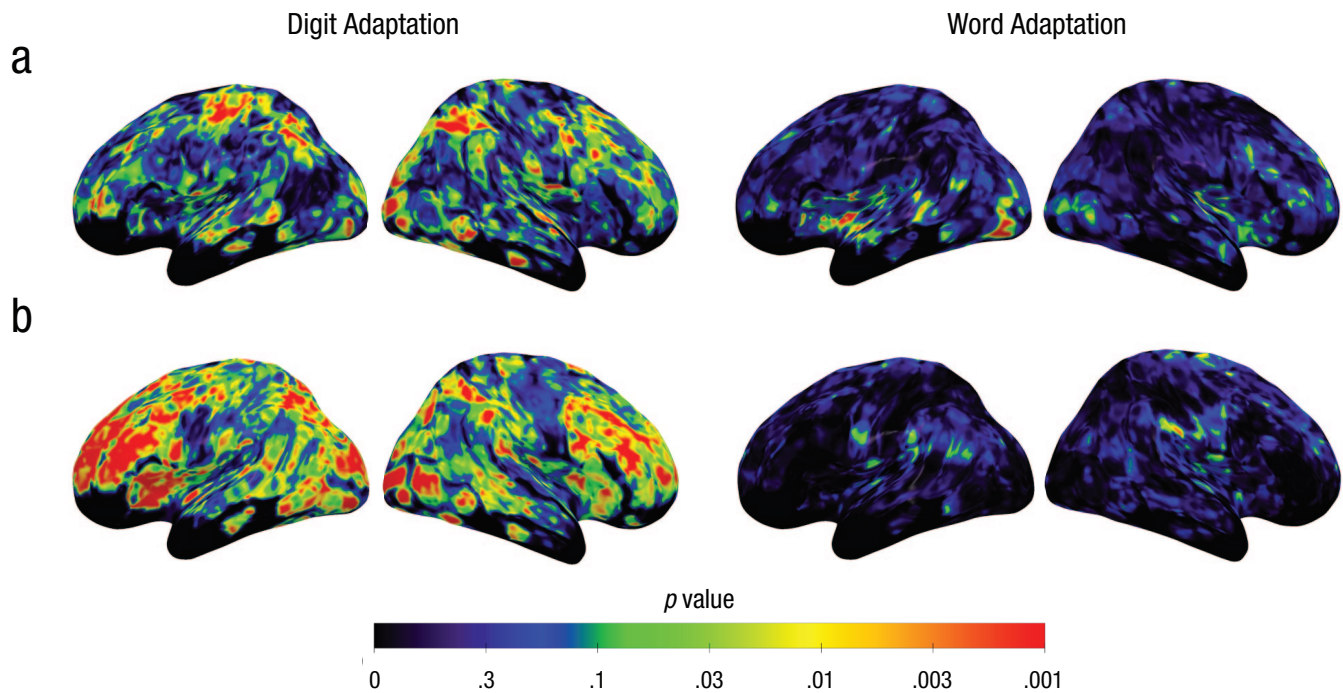 Digit Adaptation
Word Adaptation
a
b
p value
0 .3 .1 .03 .01 .003 .001